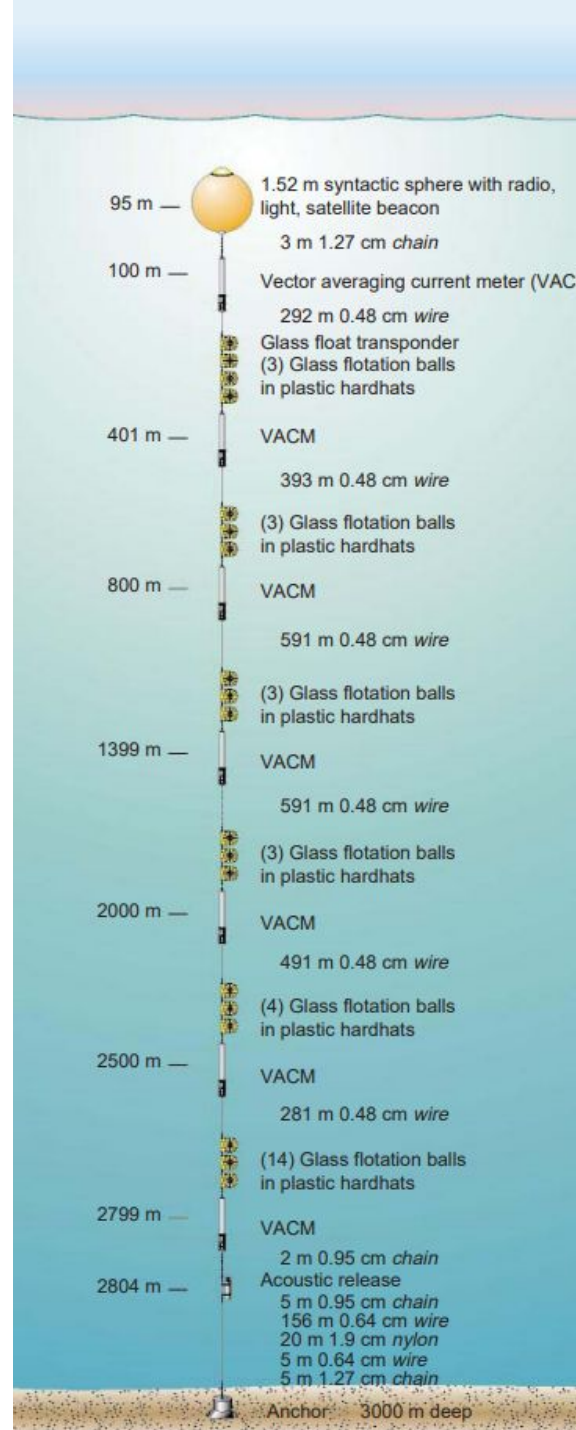 1.52 m syntactic sphere with radio,
95 m light, satellite beacon
3 m 1.27 cm chain
100 m
Vector averaging current meter (VAC
292 m 0.48 cm wire
Glass float transponder
(3) Glass flotation balls
in plastic hardhats
401 m VACM
393 m 0.48 cm wire
(3) Glass flotation balls
in plastic hardhats
800 m VACM
591 m 0.48 cm wire
(3) Glass flotation balls
in plastic hardhats
1399 m VACM
591 m 0.48 cm wire
(3) Glass flotation balls
in plastic hardhats
2000 m VACM
491 m 0.48 cm wire
(4) Glass flotation balls
in plastic hardhats
2500 m VACM
281 m 0.48 cm wire
(14) Glass flotation balls
in plastic hardhats
2799 m VACM
2 m 0.95 cm chain
2804 m Acoustic release
5 m 0.95 cm chain
156 m 0.64 cm wire
20 m 1.9 cm nylon
5 m 0.64 cm wire
5 m 1.27 cm chain
Anchor 3000 m deep